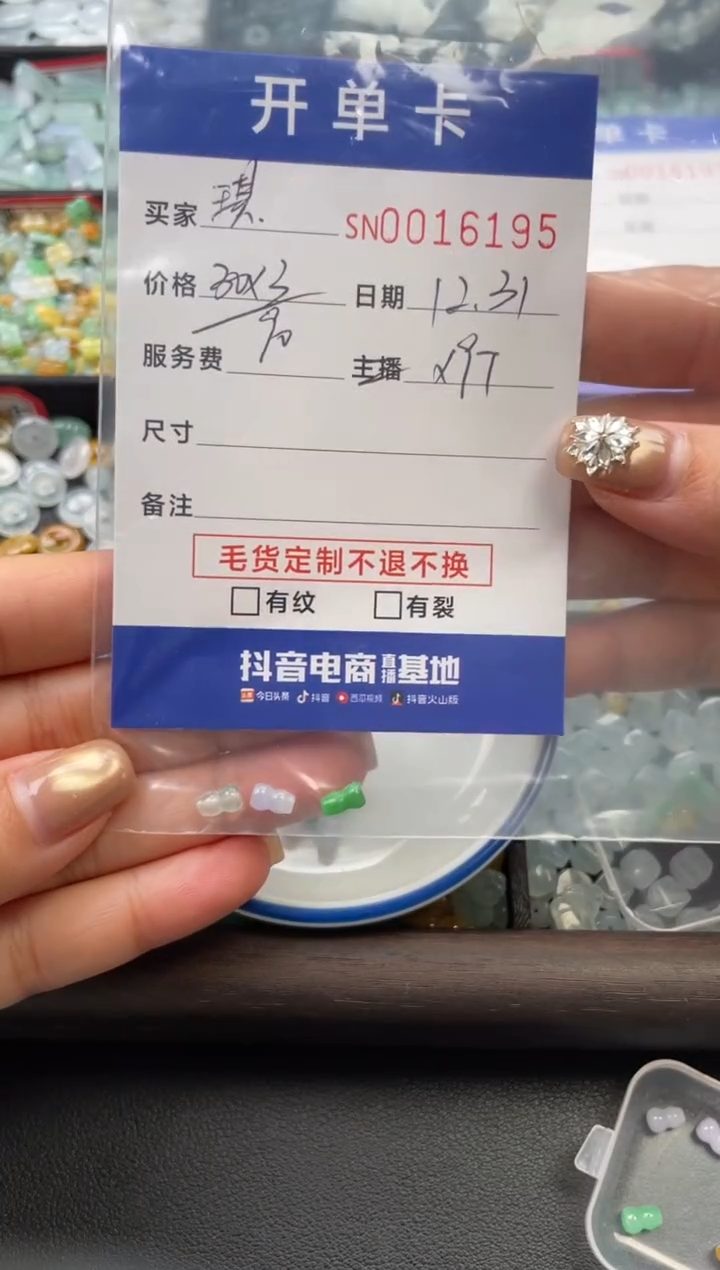 开单卡
买家 琪. SN0016195
价格 30X3 日期 12.31
90
服务费 主播
尺寸
备注
毛货定制不退不换
□有纹 □有裂
抖音电商直播基地
今日头条 抖音 西瓜视频 抖音火山版